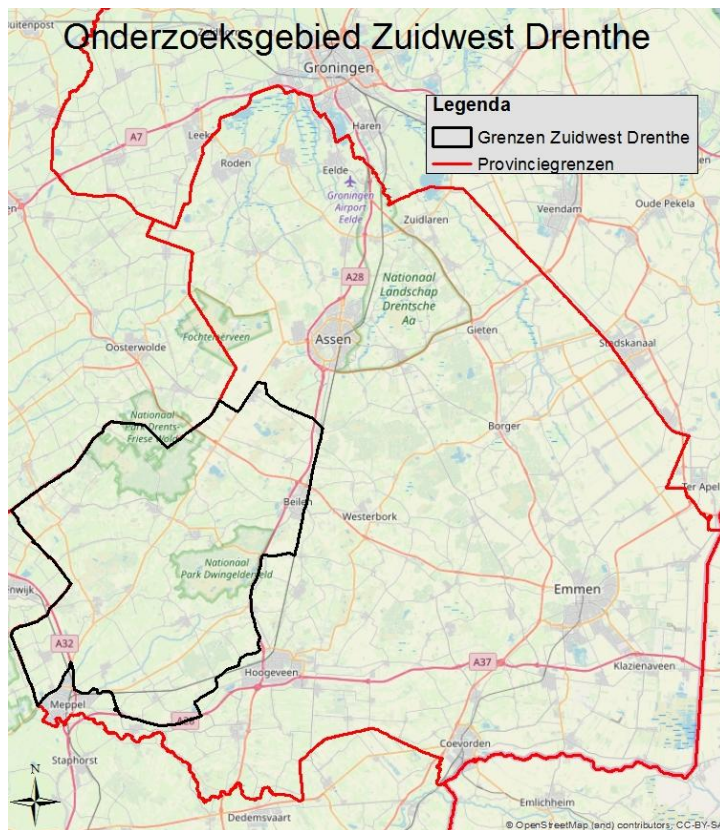 Onderzoeksgebied Zuidwest Drenthe
Groningen
Legenda
Grenzen Zuidwest Drenthe
Provinciegrenzen
A7
Leek
Haren
Roden
Eelde
Groningen
Airport
Eelde
Zuidlaren
Veendam
Oude Pekela
A28
Nationaal
Landschap
Drentsche
Aa
Assen
Gieten
Stadskanaal
Fochteloerveen
Oosterwolde
Nationaal
Park Drents-
Friese Wold
Borger
Beilen
Westerbork
Ter Apel
Nationaal
Park Dwingelderveld
Emmen
A32
Hoogeveen
A37
Klazienaveen
Meppel
A28
Staphorst
Coevorden
N
Dedemsvaart
Emlichheim
© OpenStreetMap (and) contributors, CC-BY-SA